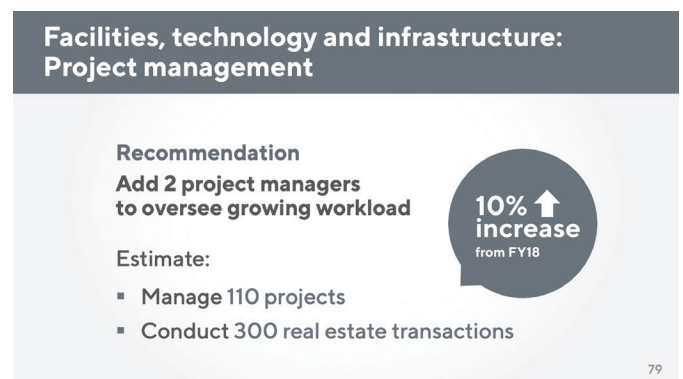 Facilities, technology and infrastructure:
Project management
Recommendation
Add 2 project managers
to oversee growing workload
10%
increase
from FY18
Estimate:
▪ Manage 110 projects
▪ Conduct 300 real estate transactions
79